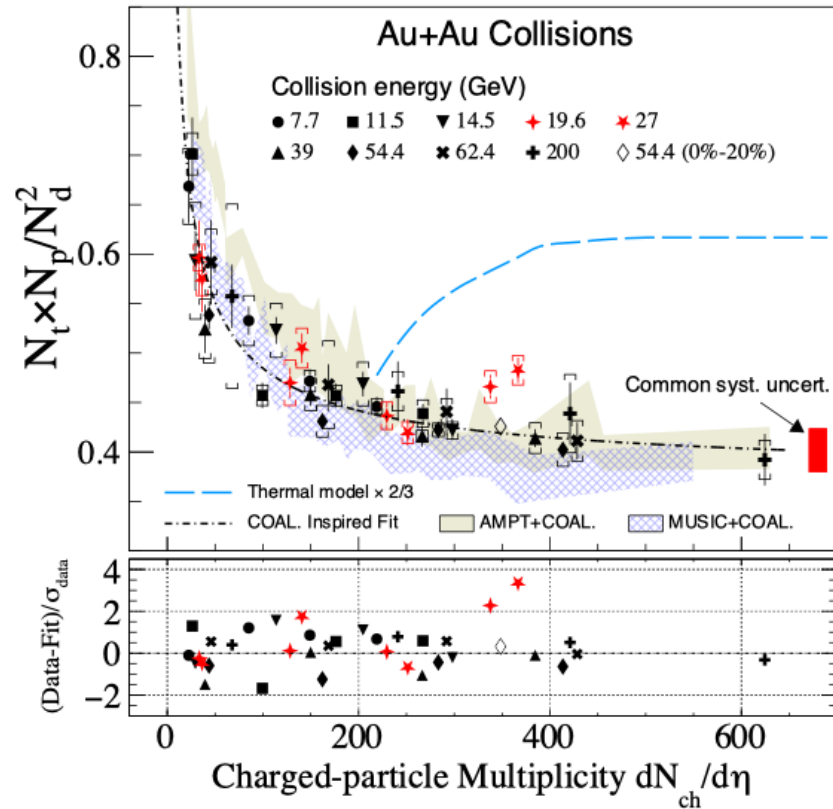 Au+Au Collisions
Collision energy (GeV)
7.7 11.5 14.5 19.6 27
39 54.4 62.4 200 54.4 (0%-20%)
N_t×N_p/N_d^2
0.8
0.6
0.4
Common syst. uncert.
Thermal model × 2/3
COAL. Inspired Fit AMPT+COAL. MUSIC+COAL.
(Data-Fit)/σ_data
4
2
0
−2
0 200 400 600
Charged-particle Multiplicity dN_ch/dη